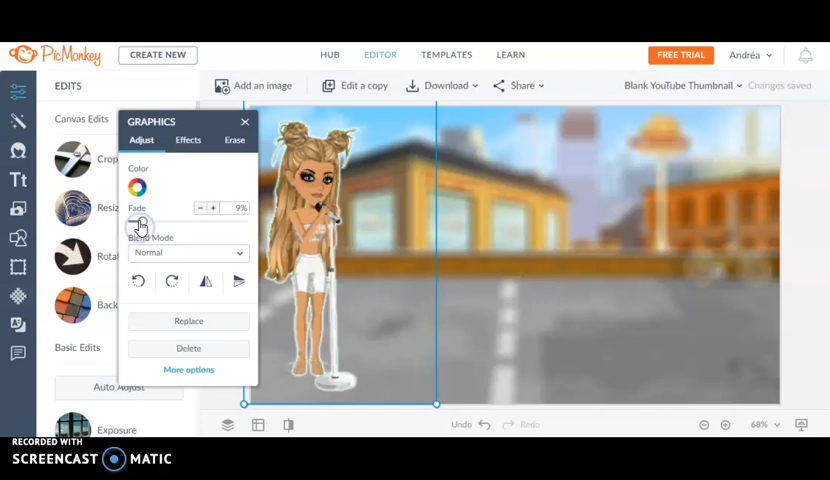 PicMonkey
CREATE NEW
HUB
EDITOR
TEMPLATES
LEARN
FREE TRIAL
Andréa
EDITS
Add an image
Edit a copy
Download
Share
Blank YouTube Thumbnail
Changes saved
Canvas Edits
Crop
Resiz
Rotat
Back
Basic Edits
Auto Adjust
Exposure
GRAPHICS
Adjust
Effects
Erase
Color
Fade
9%
Blend Mode
Normal
Replace
Delete
More options
Undo
Redo
68%
RECORDED WITH
SCREENCAST MATIC